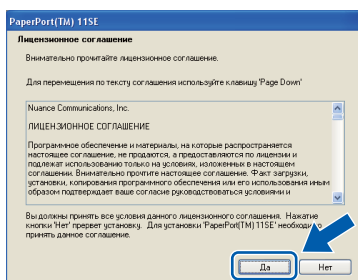 PaperPort(TM) 11SE
Лицензионное соглашение
Внимательно прочитайте лицензионное соглашение.
Для перемещения по тексту соглашения используйте клавишу 'Page Down'
Nuance Communications, Inc.
ЛИЦЕНЗИОННОЕ СОГЛАШЕНИЕ
Программное обеспечение и материалы, на которые распространяется
настоящее соглашение, не продаются, а предоставляются по лицензии и
подлежат использованию только на условиях, изложенных в настоящем
соглашении. Внимательно прочтите настоящее соглашение. Факт загрузки,
установки, копирования программного обеспечения или его использования иным
образом подтверждает ваше согласие руководствоваться условиями и
Вы должны принять все условия данного лицензионного соглашения. Нажатие
кнопки 'Нет' прервет установку. Для установки 'PaperPort(TM) 11SE' необходимо
принять данное соглашение.
Да
Нет